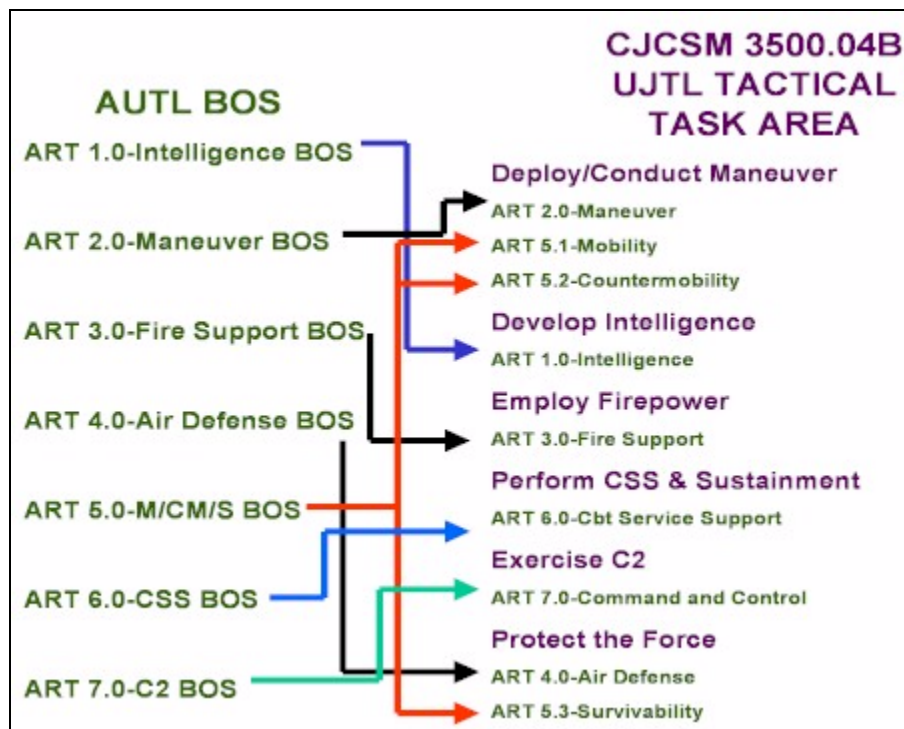 AUTL BOS
ART 1.0-Intelligence BOS
ART 2.0-Maneuver BOS
ART 3.0-Fire Support BOS
ART 4.0-Air Defense BOS
ART 5.0-M/CM/S BOS
ART 6.0-CSS BOS
ART 7.0-C2 BOS
CJCSM 3500.04B
UJTL TACTICAL
TASK AREA
Deploy/Conduct Maneuver
ART 2.0-Maneuver
ART 5.1-Mobility
ART 5.2-Countermobility
Develop Intelligence
ART 1.0-Intelligence
Employ Firepower
ART 3.0-Fire Support
Perform CSS & Sustainment
ART 6.0-Cbt Service Support
Exercise C2
ART 7.0-Command and Control
Protect the Force
ART 4.0-Air Defense
ART 5.3-Survivability